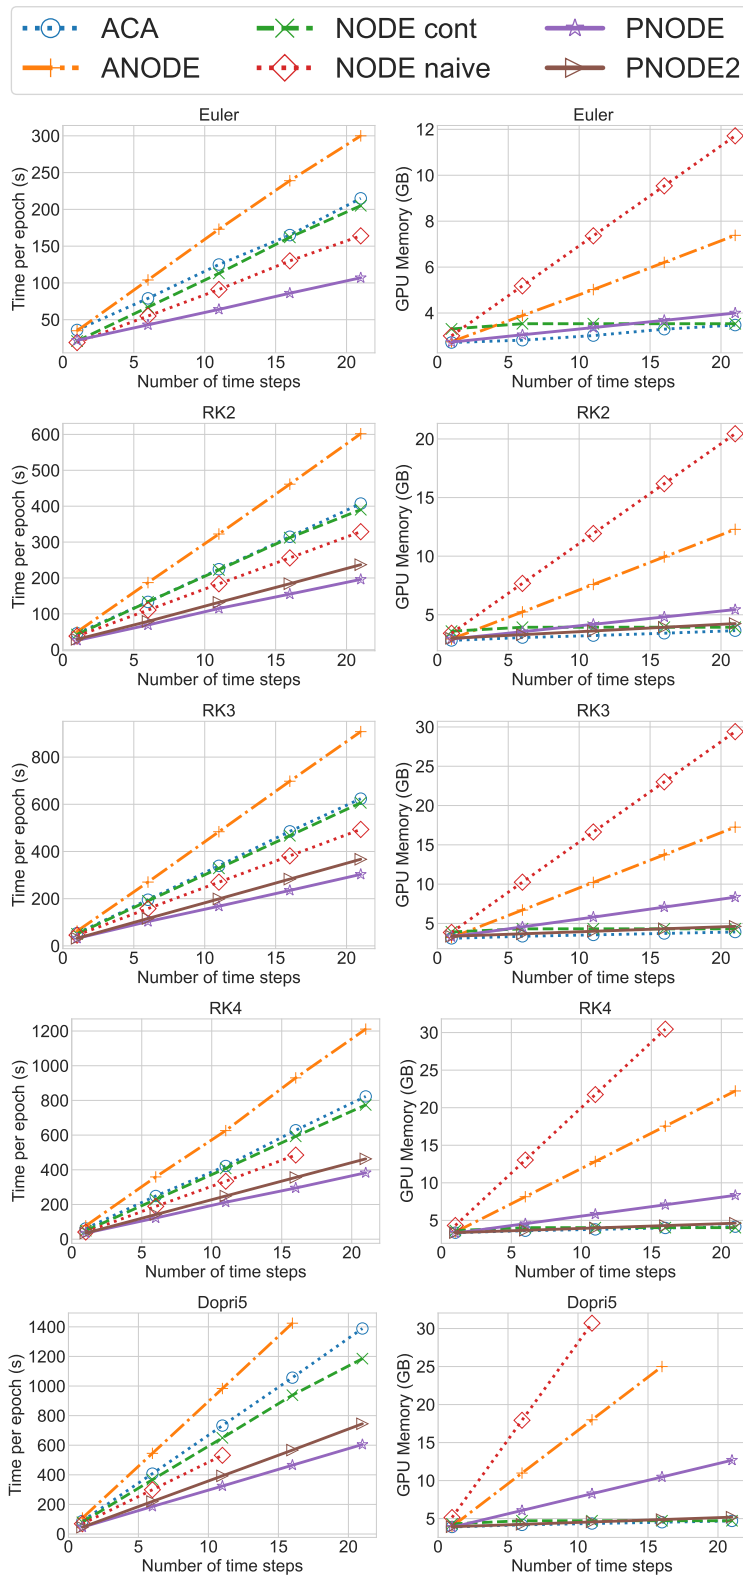 ACA NODE cont PNODE
ANODE NODE naive PNODE2
Euler
300
250
200
150
100
50
Time per epoch (s)
0 5 10 15 20
Number of time steps
Euler
12
10
8
6
4
GPU Memory (GB)
0 5 10 15 20
Number of time steps
RK2
600
500
400
300
200
100
0
Time per epoch (s)
0 5 10 15 20
Number of time steps
RK2
20
15
10
5
GPU Memory (GB)
0 5 10 15 20
Number of time steps
RK3
800
600
400
200
0
Time per epoch (s)
0 5 10 15 20
Number of time steps
RK3
30
25
20
15
10
5
GPU Memory (GB)
0 5 10 15 20
Number of time steps
RK4
1200
1000
800
600
400
200
0
Time per epoch (s)
0 5 10 15 20
Number of time steps
RK4
30
25
20
15
10
5
GPU Memory (GB)
0 5 10 15 20
Number of time steps
Dopri5
1400
1200
1000
800
600
400
200
0
Time per epoch (s)
0 5 10 15 20
Number of time steps
Dopri5
30
25
20
15
10
5
GPU Memory (GB)
0 5 10 15 20
Number of time steps